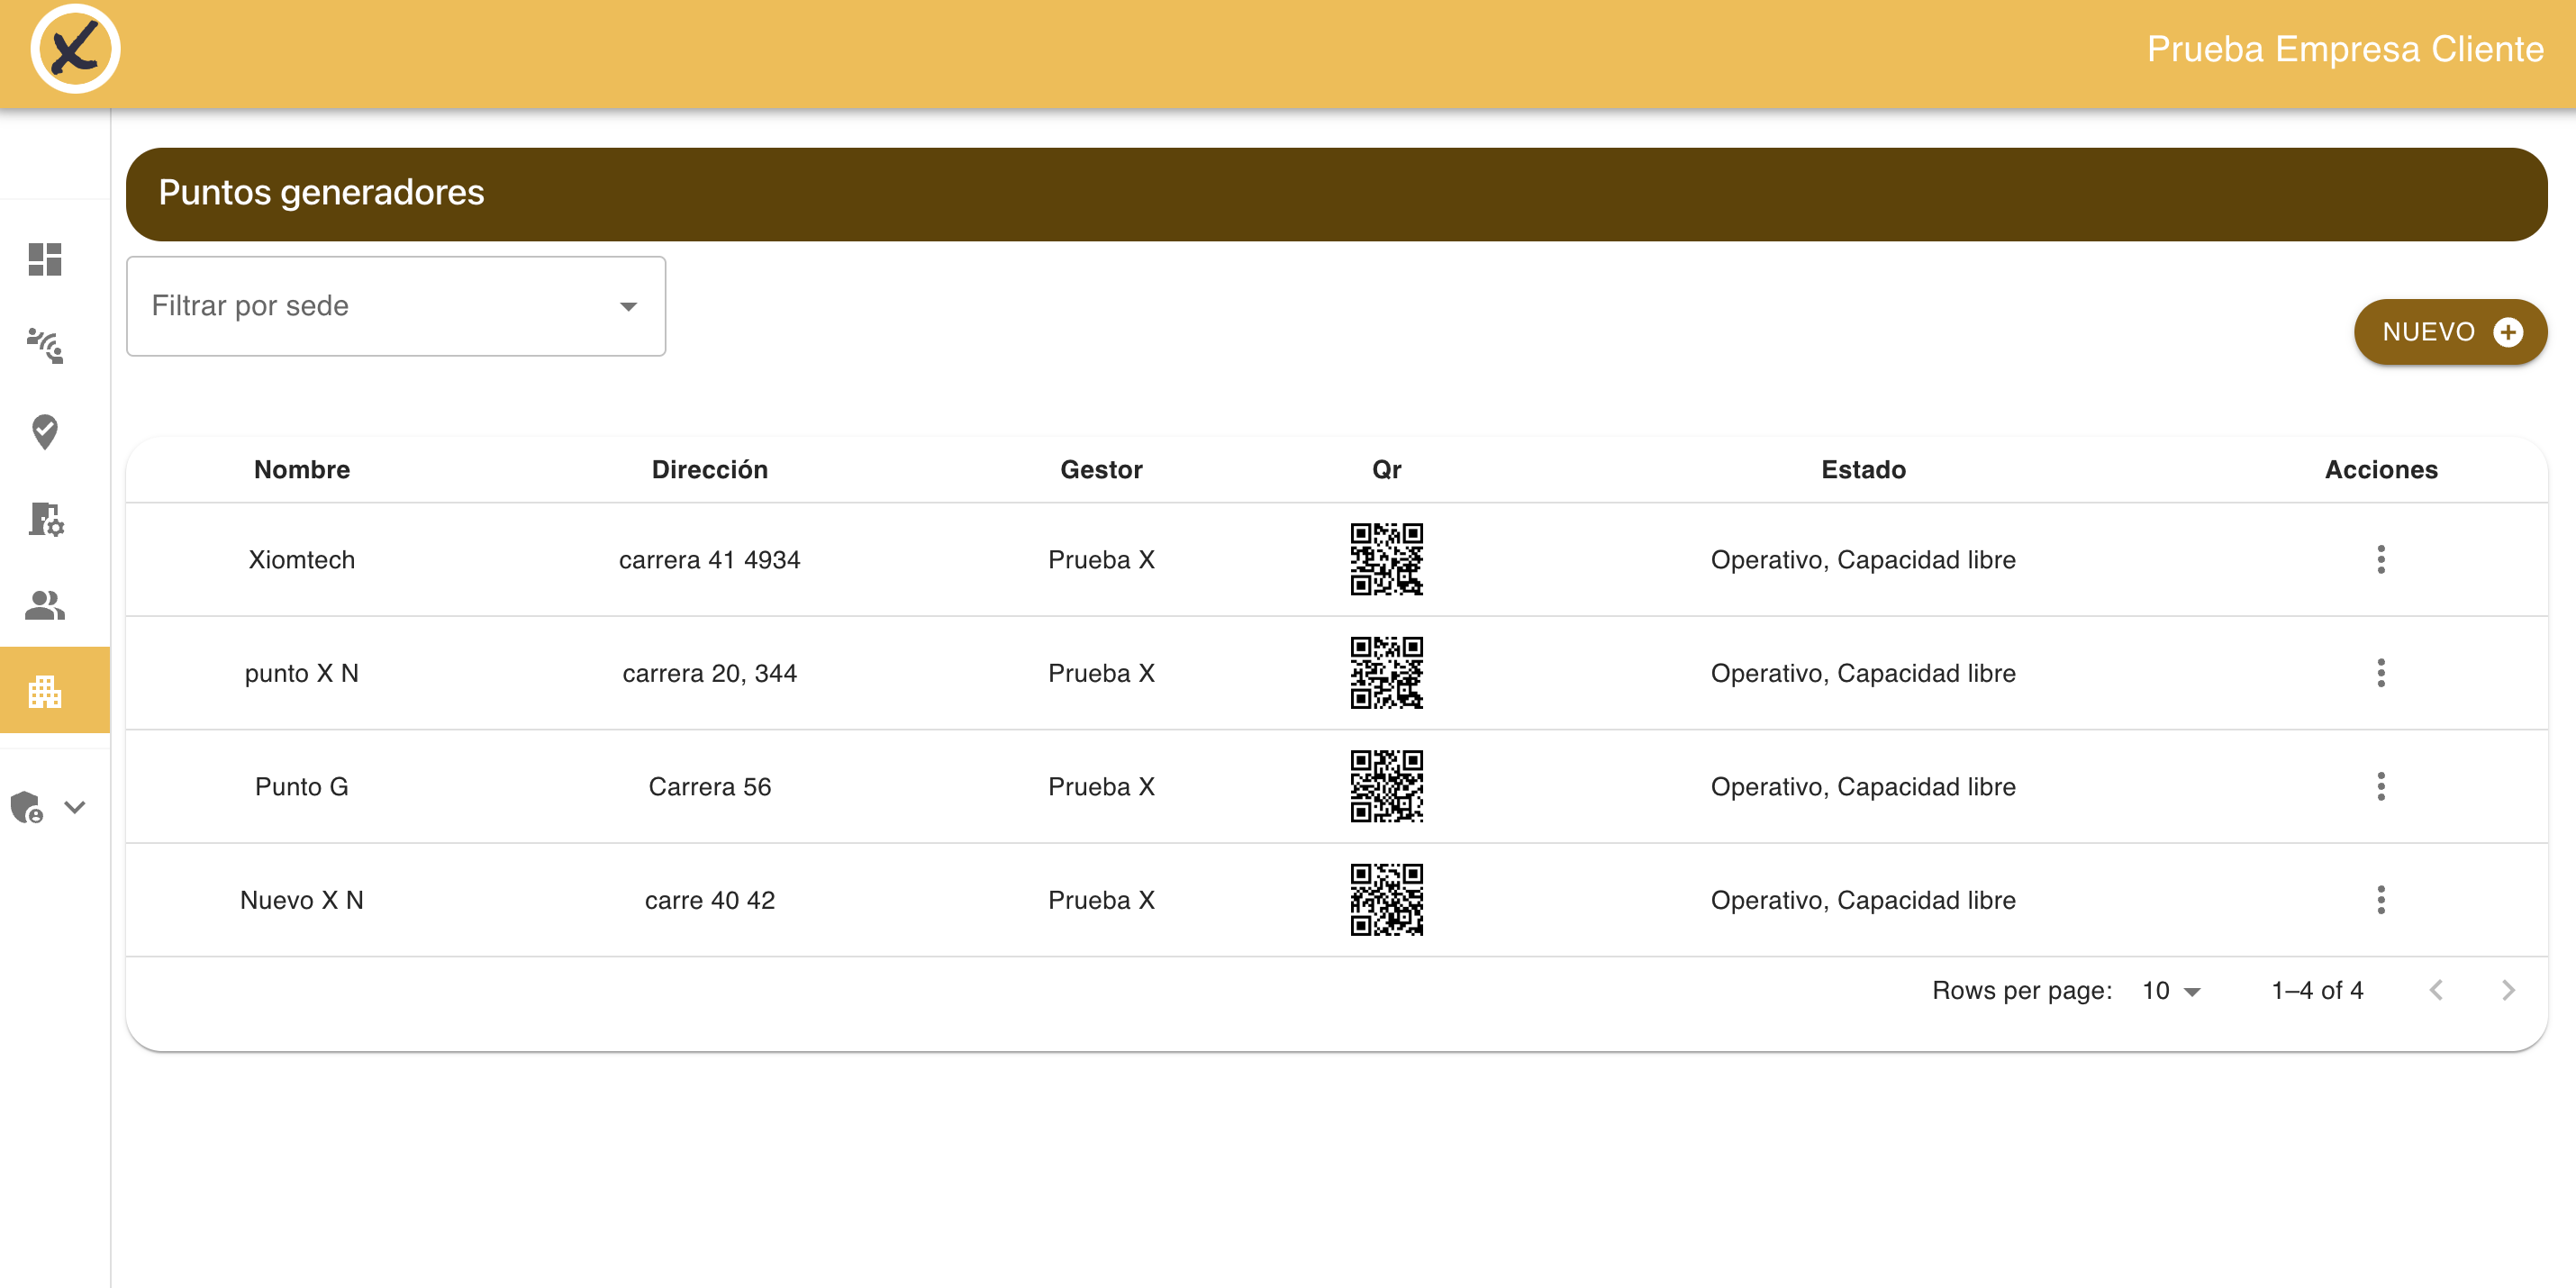 Prueba Empresa Cliente
Puntos generadores
Filtrar por sede
NUEVO
Nombre Dirección Gestor Qr Estado Acciones
Xiomtech carrera 41 4934 Prueba X Operativo, Capacidad libre
punto X N carrera 20, 344 Prueba X Operativo, Capacidad libre
Punto G Carrera 56 Prueba X Operativo, Capacidad libre
Nuevo X N carre 40 42 Prueba X Operativo, Capacidad libre
Rows per page: 10 1–4 of 4